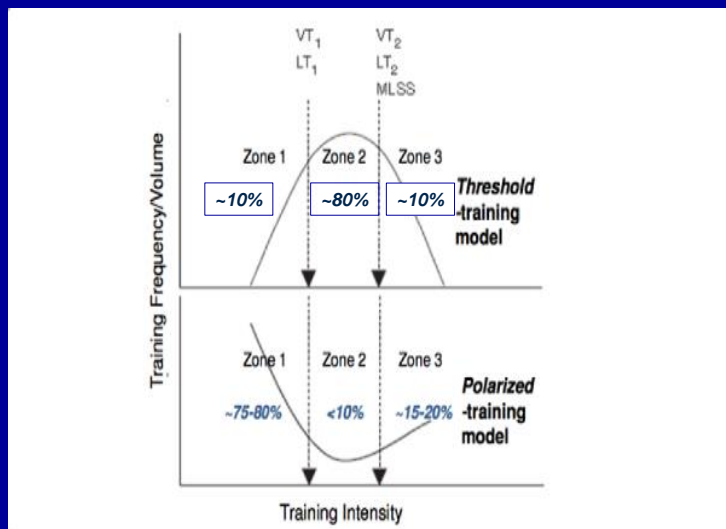 VT1
LT1
VT2
LT2
MLSS
Zone 1
Zone 2
Zone 3
~10%
~80%
~10%
Threshold
-training
model
Training Frequency/Volume
Zone 1
Zone 2
Zone 3
~75-80%
<10%
~15-20%
Polarized
-training
model
Training Intensity